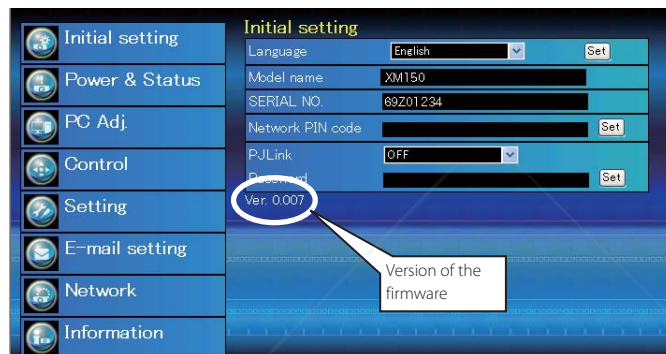 Initial setting
Power & Status
PC Adj.
Control
Setting
E-mail setting
Network
Information
Initial setting
Language English Set
Model name XM150
SERIAL NO. 69Z01234
Network PIN code Set
PJLink OFF
Password Set
Ver. 0.007
Version of the
firmware